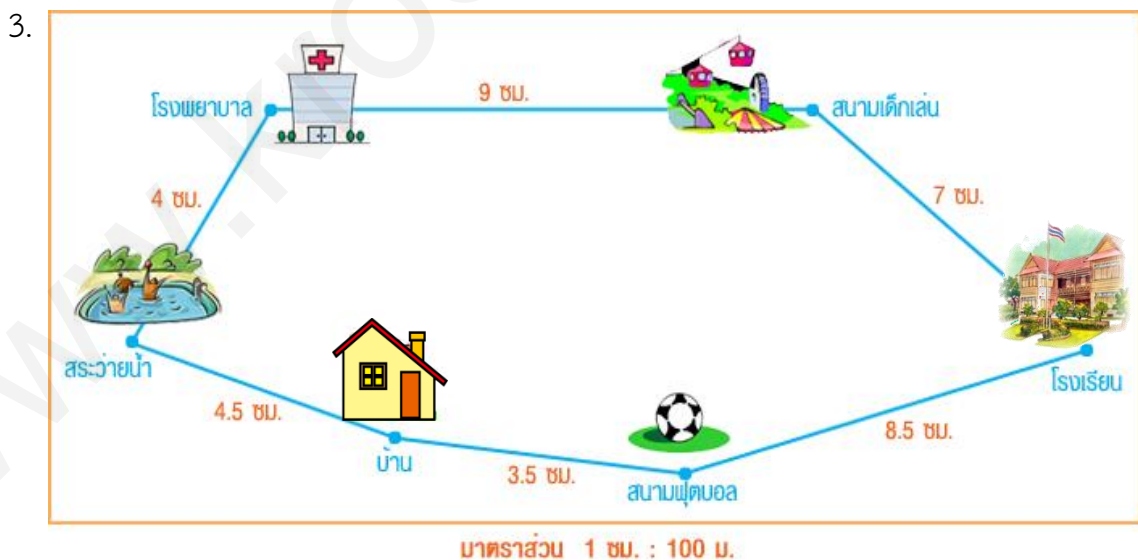 3.
9 ซม.
โรงพยาบาล
สนามเด็กเล่น
4 ซม.
7 ซม.
สระว่ายน้ำ
โรงเรียน
4.5 ซม.
8.5 ซม.
บ้าน
3.5 ซม.
สนามฟุตบอล
มาตราส่วน 1 ซม. : 100 ม.